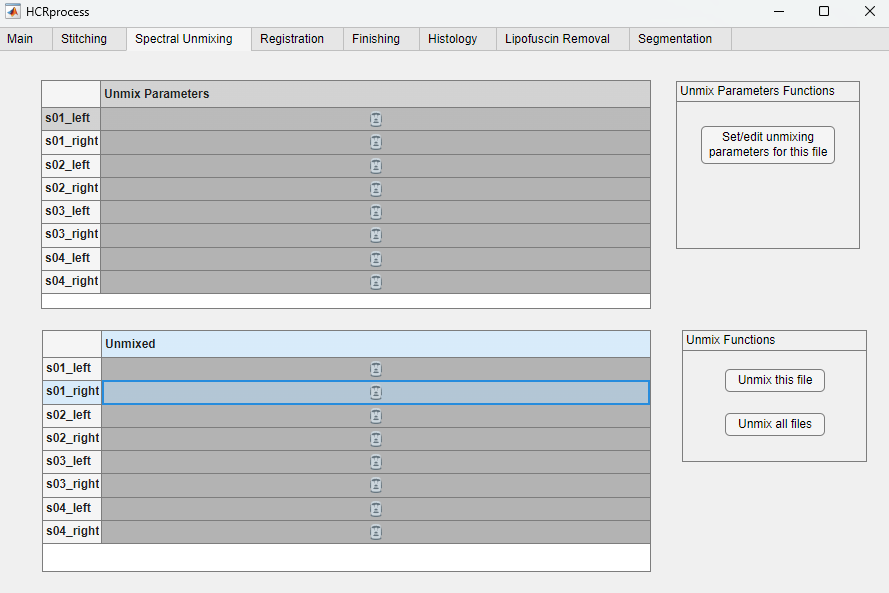 HCRprocess
Main Stitching Spectral Unmixing Registration Finishing Histology Lipofuscin Removal Segmentation
Unmix Parameters
s01_left
s01_right
s02_left
s02_right
s03_left
s03_right
s04_left
s04_right
Unmix Parameters Functions
Set/edit unmixing
parameters for this file
Unmixed
s01_left
s01_right
s02_left
s02_right
s03_left
s03_right
s04_left
s04_right
Unmix Functions
Unmix this file
Unmix all files